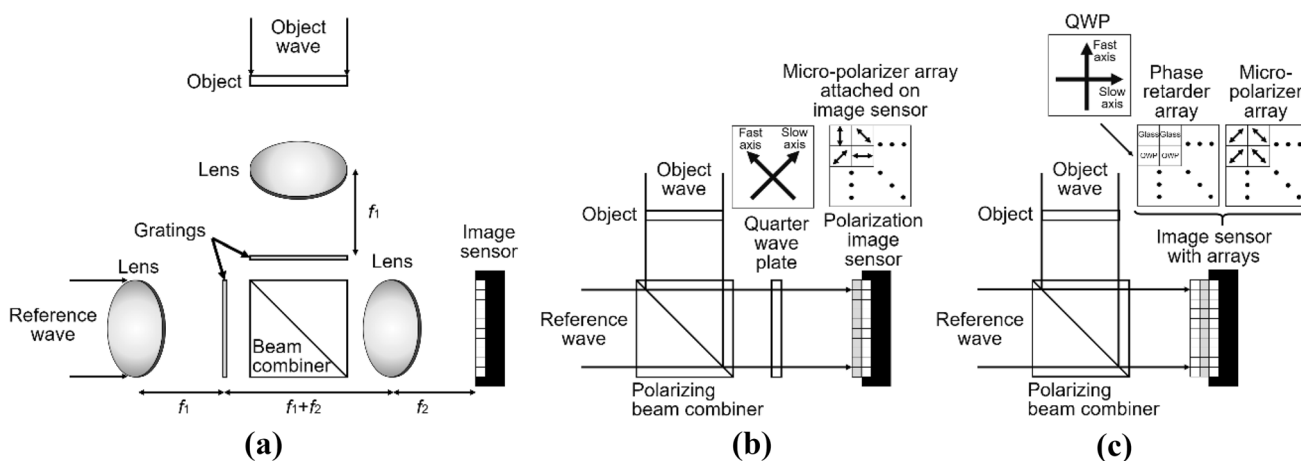 Object
wave
Object
Lens
f1
Gratings
Lens
Lens
Image
sensor
Reference
wave
Beam
combiner
f1
f1+f2
f2
(a)
Micro-polarizer array
attached on
image sensor
Fast
axis
Slow
axis
Object
wave
Object
Quarter
wave
plate
Polarization
image
sensor
Reference
wave
Polarizing
beam combiner
(b)
QWP
Fast
axis
Slow
axis
Phase
retarder
array
Micro-
polarizer
array
Glass Glass
QWP QWP
Object
wave
Object
Image sensor
with arrays
Reference
wave
Polarizing
beam combiner
(c)